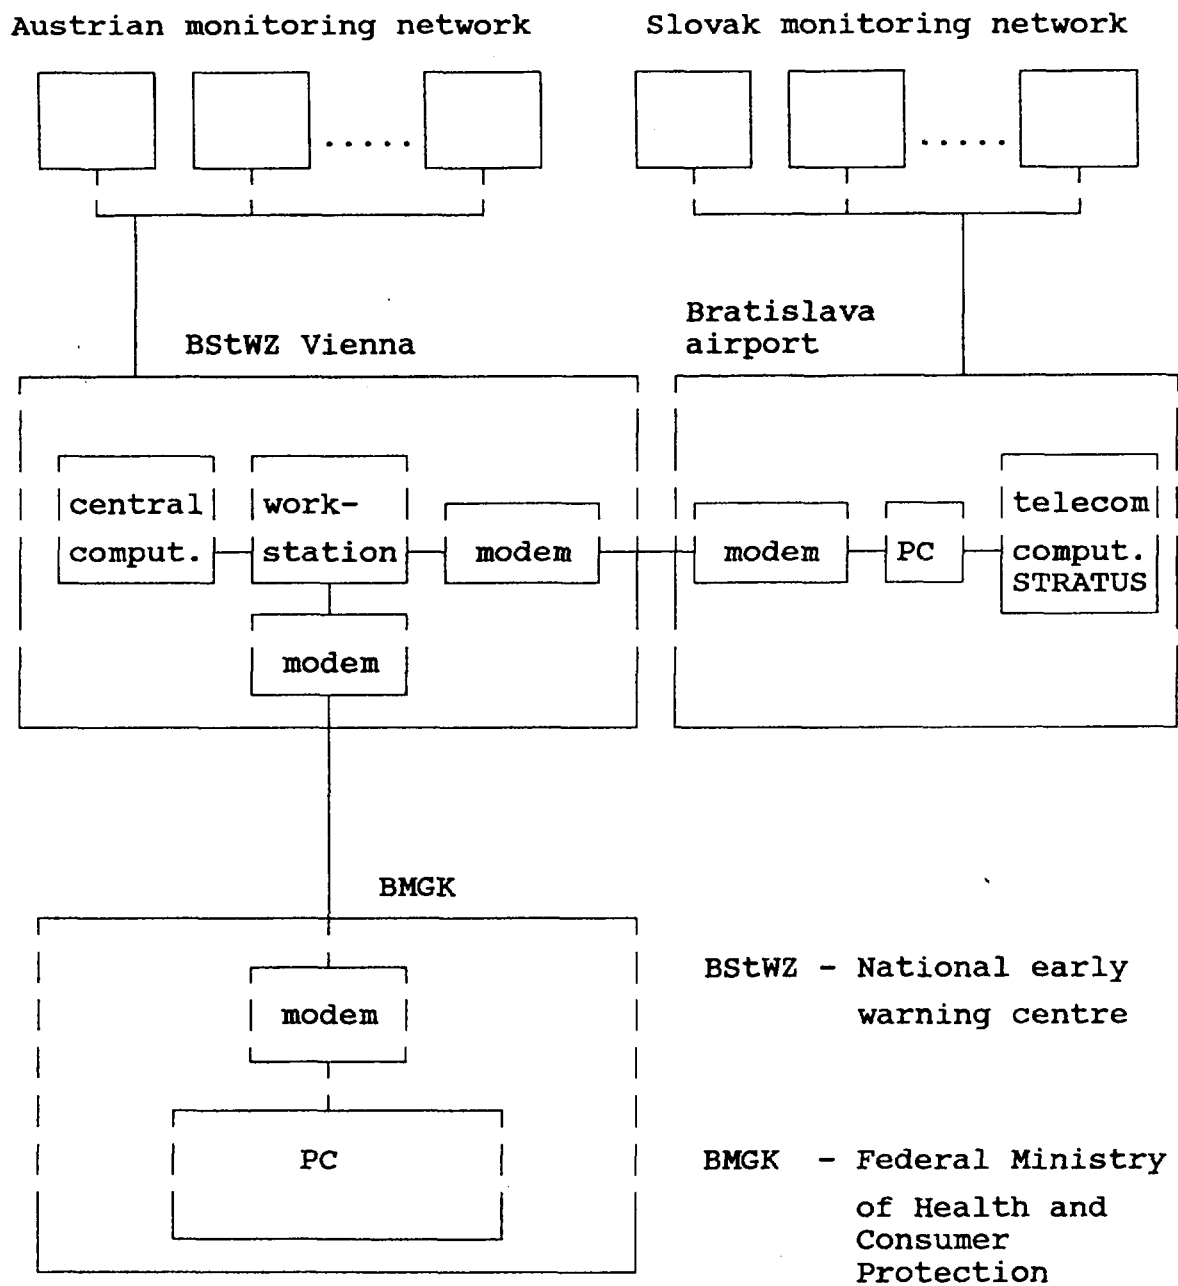 Austrian monitoring network
Slovak monitoring network
.....
.....
BStWZ Vienna
Bratislava
airport
central
comput.
work-
station
modem
modem
modem
PC
telecom
comput.
STRATUS
BMGK
modem
PC
BStWZ - National early
warning centre
BMGK - Federal Ministry
of Health and
Consumer
Protection